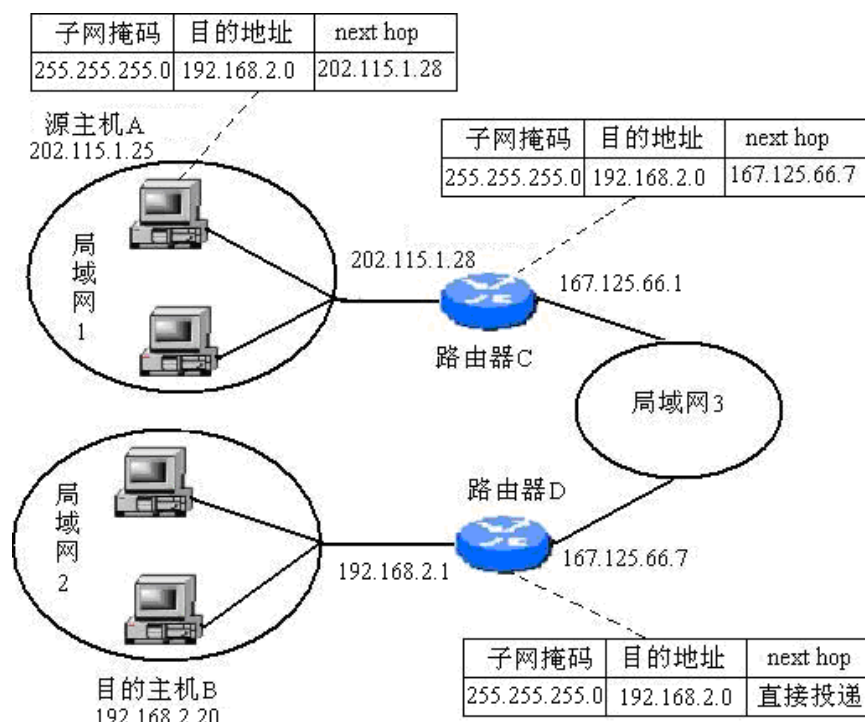 子网掩码 目的地址 next hop
255.255.255.0 192.168.2.0 202.115.1.28
源主机A
202.115.1.25
子网掩码 目的地址 next hop
255.255.255.0 192.168.2.0 167.125.66.7
局域网1
202.115.1.28
167.125.66.1
路由器C
局域网3
局域网2
路由器D
192.168.2.1
167.125.66.7
目的主机B
192.168.2.20
子网掩码 目的地址 next hop
255.255.255.0 192.168.2.0 直接投递